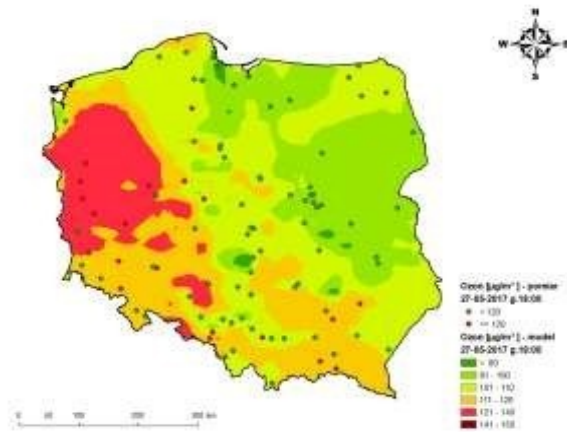 N
W
S
Ozon [µg/m³] - pomiar
27-05-2017 g.18:00
< 120
>= 120
Ozon [µg/m³] - model
27-05-2017 g.18:00
< 80
81 - 100
101 - 110
111 - 120
121 - 140
141 - 150
0 50 100 200 300 km